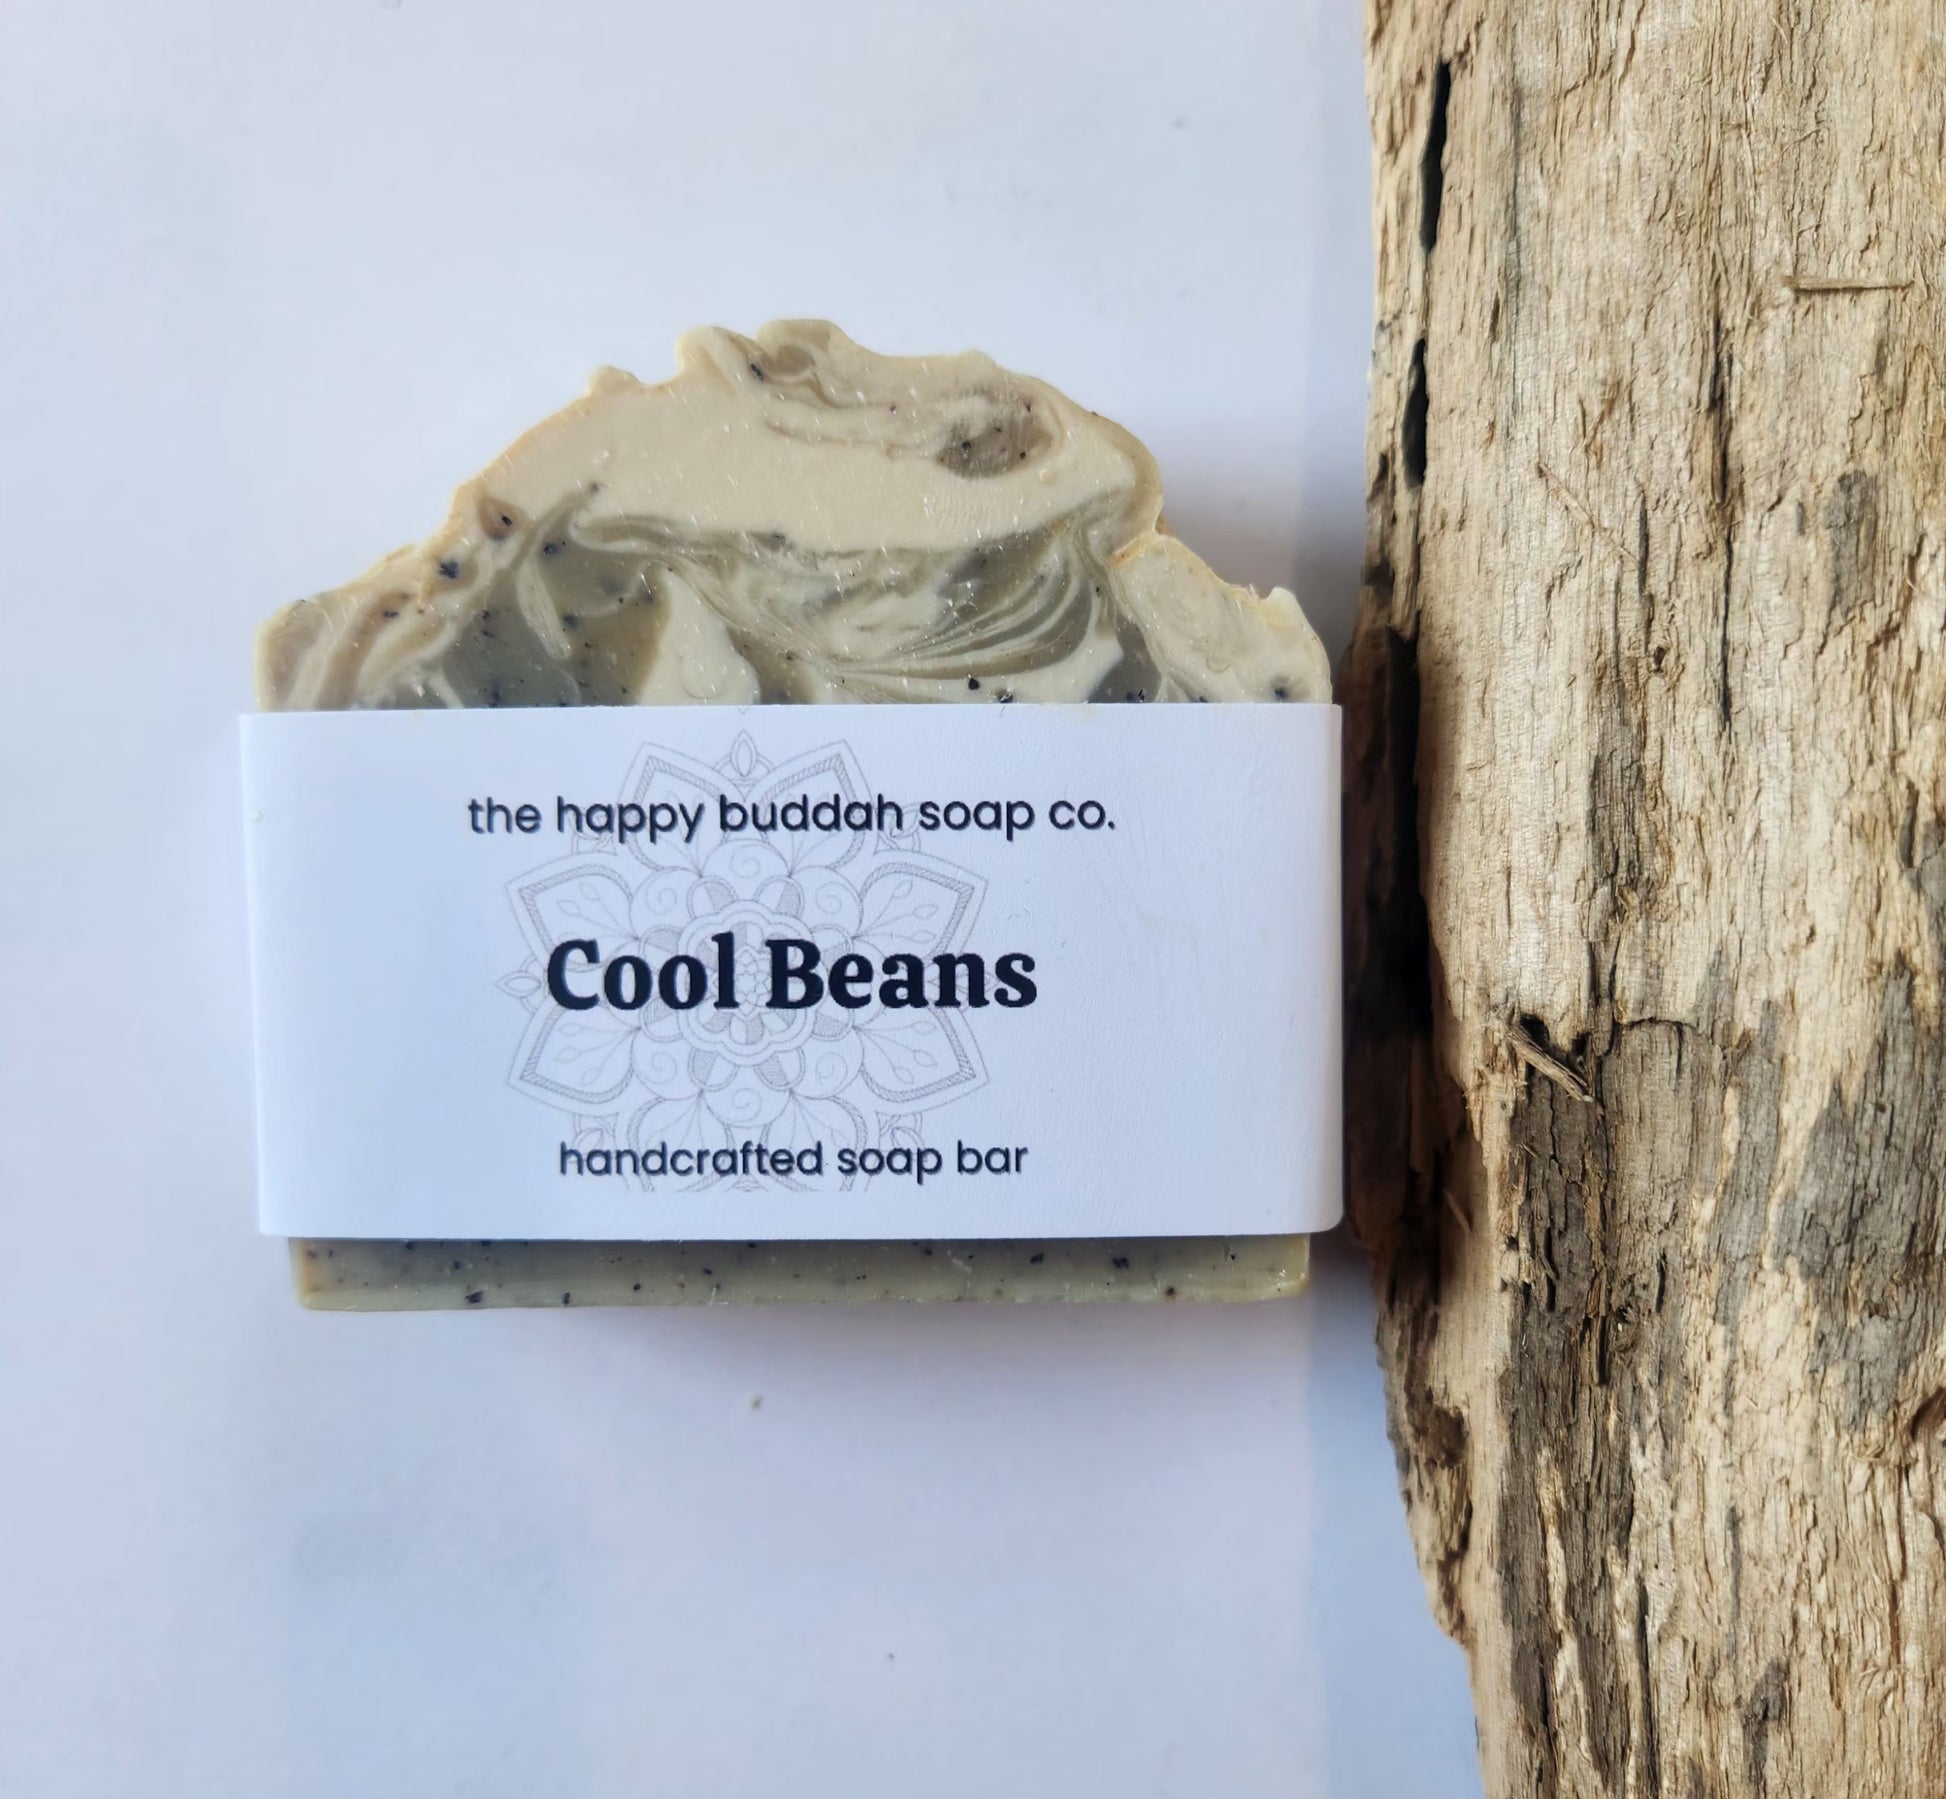 the happy buddah soap co.
Cool Beans
handcrafted soap bar